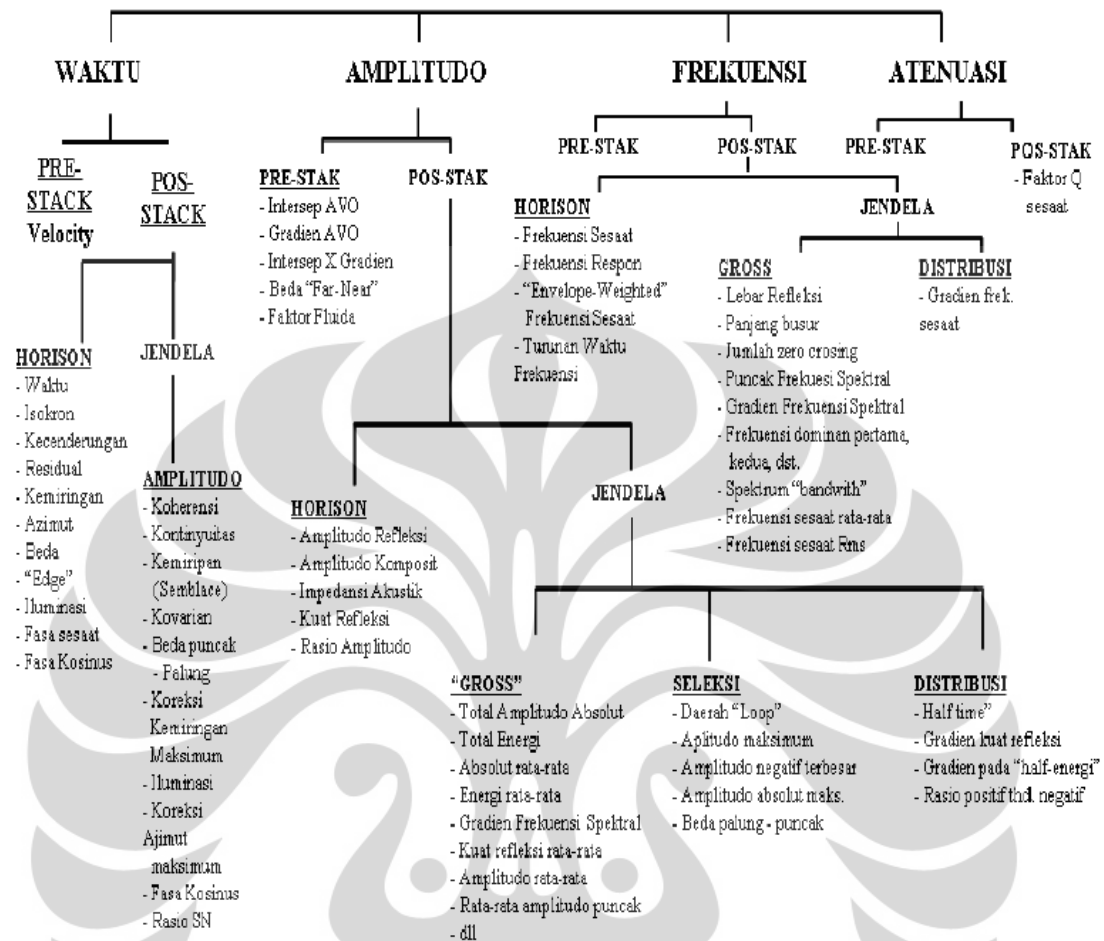 WAKTU
AMPLITUDO
FREKUENSI
ATENUASI
PRE-
STACK
Velocity
POS-
STACK
HORISON
- Waktu
- Isokron
- Kecenderungan
- Residual
- Kemiringan
- Azimut
- Beda
- “Edge”
- Iluminasi
- Fasa sesaat
- Fasa Kosinus
JENDELA
AMPLITUDO
- Koherensi
- Kontinyuitas
- Kemiripan
(Semblace)
- Kovarian
- Beda puncak
- Palung
- Koreksi
Kemiringan
Maksimum
- Iluminasi
- Koreksi
Ajimut
maksimum
- Fasa Kosinus
- Rasio SN
PRE-STAK
- Intersep AVO
- Gradien AVO
- Intersep X Gradien
- Beda “Far-Near”
- Faktor Fluida
POS-STAK
HORISON
- Amplitudo Refleksi
- Amplitudo Komposit
- Impedansi Akustik
- Kuat Refleksi
- Rasio Amplitudo
JENDELA
“GROSS”
- Total Amplitudo Absolut
- Total Energi
- Absolut rata-rata
- Energi rata-rata
- Gradien Frekuensi Spektral
- Kuat refleksi rata-rata
- Amplitudo rata-rata
- Rata-rata amplitudo puncak
- dll
SELEKSI
- Daerah “Loop”
- Aplitudo maksimum
- Amplitudo negatif terbesar
- Amplitudo absolut maks.
- Beda palung - puncak
DISTRIBUSI
- Half time”
- Gradien kuat refleksi
- Gradien pada “half-energi”
- Rasio positif thd. negatif
PRE-STAK
POS-STAK
HORISON
- Frekuensi Sesaat
- Frekuensi Respon
- “Envelope-Weighted”
Frekuensi Sesaat
- Turunan Waktu
Frekuensi
JENDELA
GROSS
- Lebar Refleksi
- Panjang busur
- Jumlah zero crosing
- Puncak Frekuesi Spektral
- Gradien Frekuensi Spektral
- Frekuensi dominan pertama,
kedua, dst.
- Spektrum “bandwith”
- Frekuensi sesaat rata-rata
- Frekuensi sesaat Rms
DISTRIBUSI
- Gradien frek.
sesaat
PRE-STAK
POS-STAK
- Faktor Q
sesaat